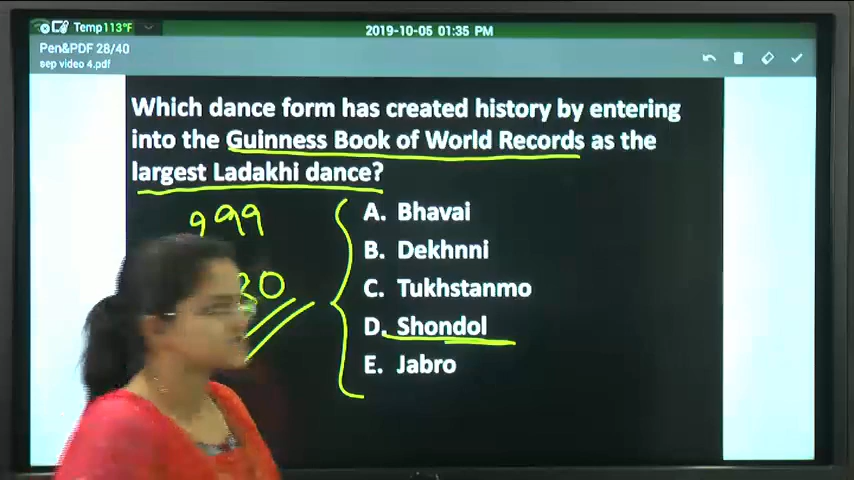 Temp113°F
2019-10-05 01:35 PM
Pen&PDF 28/40
sep video 4.pdf
Which dance form has created history by entering
into the Guinness Book of World Records as the
largest Ladakhi dance?
999
30
A. Bhavai
B. Dekhnni
C. Tukhstanmo
D. Shondol
E. Jabro